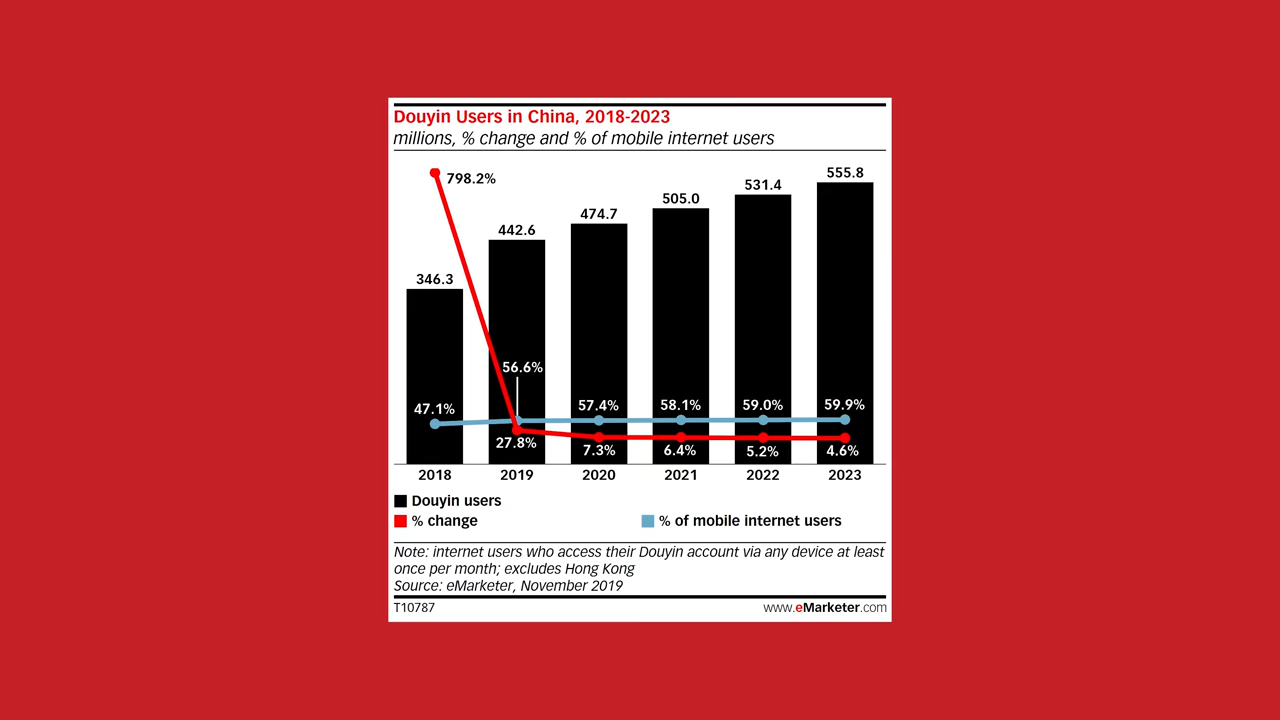 Douyin Users in China, 2018-2023
millions, % change and % of mobile internet users
798.2%
346.3
442.6
474.7
505.0
531.4
555.8
47.1%
56.6%
57.4%
58.1%
59.0%
59.9%
27.8%
7.3%
6.4%
5.2%
4.6%
2018 2019 2020 2021 2022 2023
Douyin users
% change
% of mobile internet users
Note: internet users who access their Douyin account via any device at least
once per month; excludes Hong Kong
Source: eMarketer, November 2019
T10787
www.eMarketer.com